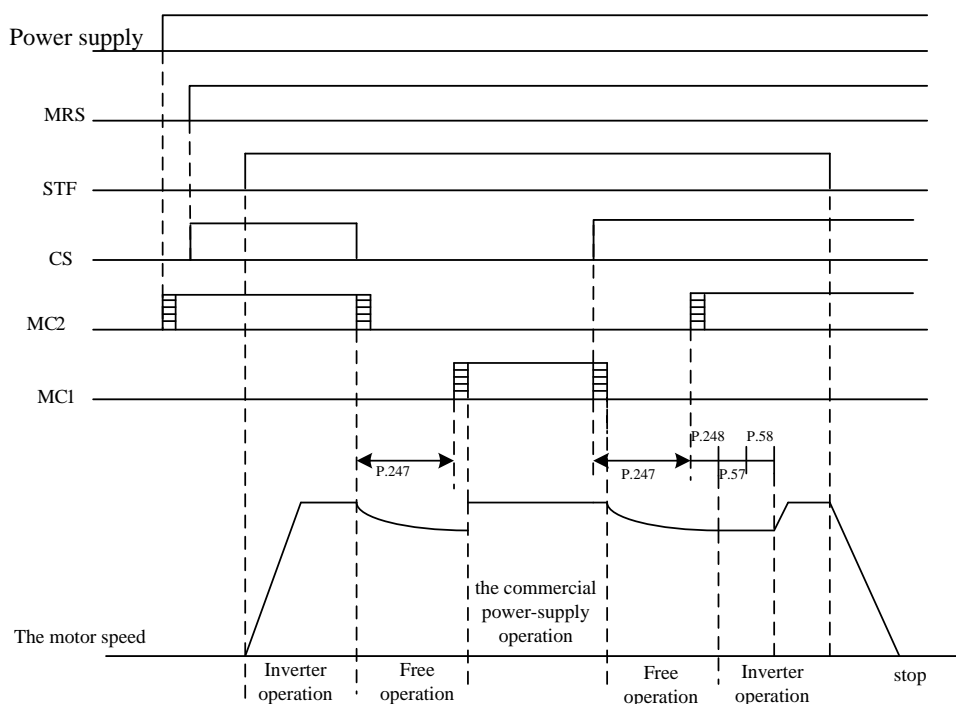 Power supply
MRS
STF
CS
MC2
MC1
P.248 P.58
P.247 P.247 P.57
the commercial
power-supply
operation
The motor speed
Inverter
operation
Free
operation
Free
operation
Inverter
operation
stop